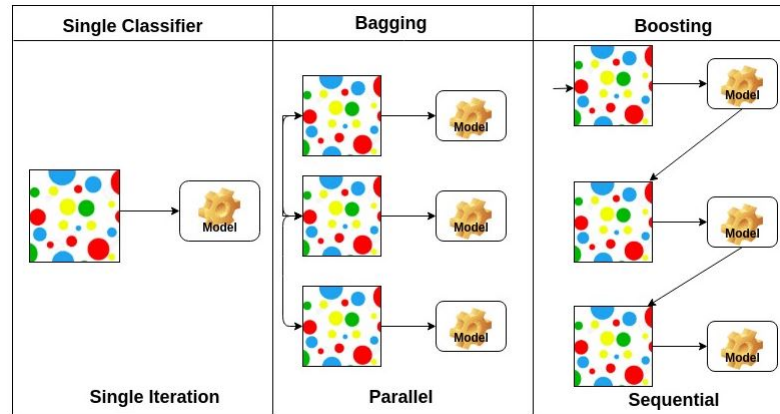 Single Classifier
Bagging
Boosting
Model
Model
Model
Model
Model
Model
Model
Single Iteration
Parallel
Sequential